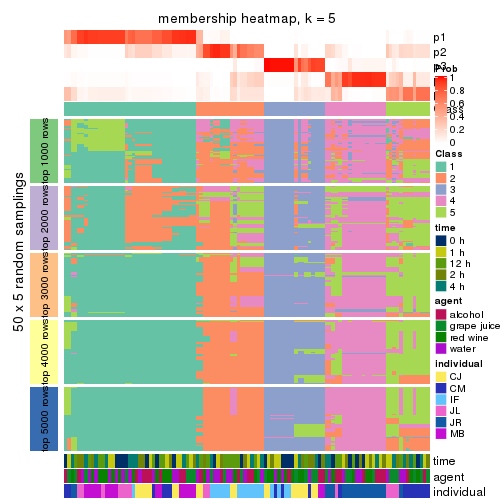 membership heatmap, k = 5
p1
p2
p3
Prob
1
0.8
0.6
0.4
0.2
0
Class
1
2
3
4
5
time
0 h
1 h
12 h
2 h
4 h
agent
alcohol
grape juice
red wine
water
individual
CJ
CM
IF
JL
JR
MB
50 x 5 random samplings
top 1000 rows
top 2000 rows
top 3000 rows
top 4000 rows
top 5000 rows
time
agent
individual